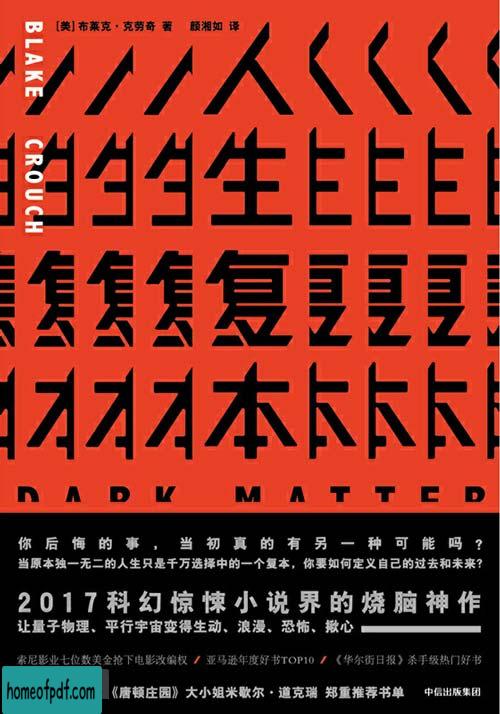 [美] 布莱克·克劳奇 著 顾湘如 译
BLAKE CROUCH
人
生
复
本
DARK MATTER
你后悔的事，当初真的有另一种可能吗？
当原本独一无二的人生只是千万选择中的一个复本，你要如何定义自己的过去和未来？
2017科幻惊悚小说界的烧脑神作
让量子物理、平行宇宙变得生动、浪漫、恐怖、揪心
索尼影业七位数美金抢下电影改编权 / 亚马逊年度好书TOP10 / 《华尔街日报》杀手级热门好书
《唐顿庄园》大小姐米歇尔·道克瑞 郑重推荐书单
中信出版集团
homeofpdf.com